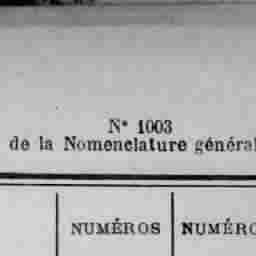 N° 1003
de la Nomenclature général
NUMÉROS NUMÉRO